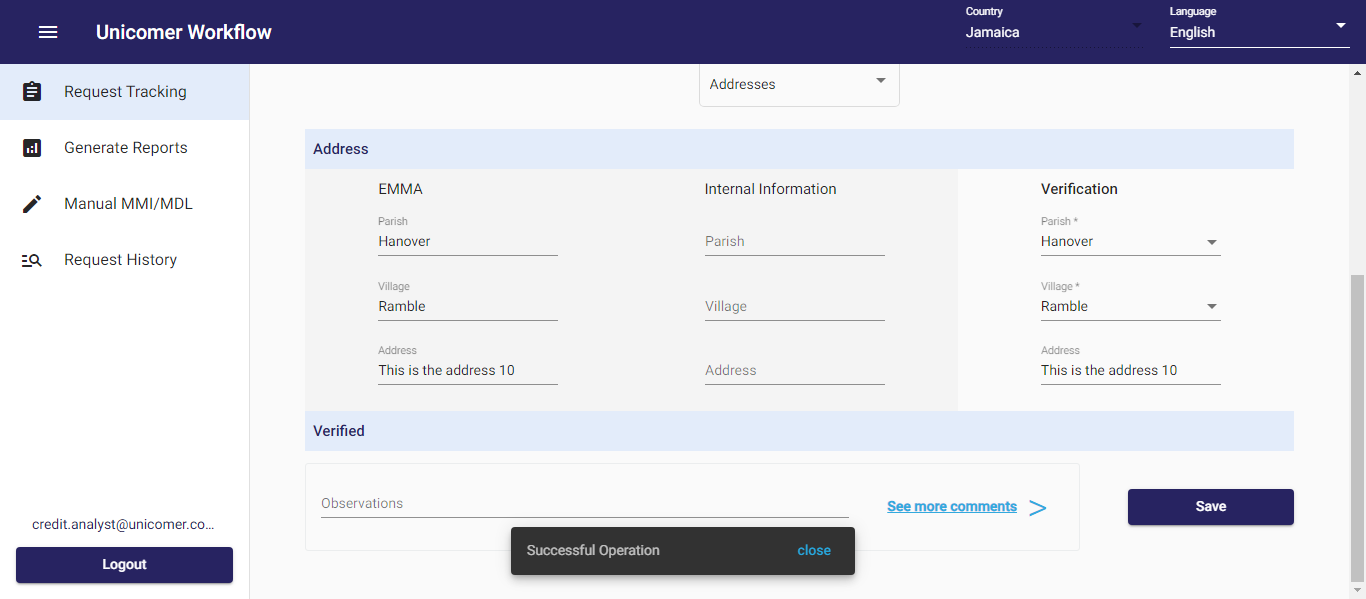 Unicomer Workflow
Country
Jamaica
Language
English
Request Tracking
Generate Reports
Manual MMI/MDL
Request History
credit.analyst@unicomer.co...
Logout
Addresses
Address
EMMA
Internal Information
Verification
Parish
Hanover
Parish
Parish *
Hanover
Village
Ramble
Village
Village *
Ramble
Address
This is the address 10
Address
Address
This is the address 10
Verified
Observations
See more comments >
Save
Successful Operation
close